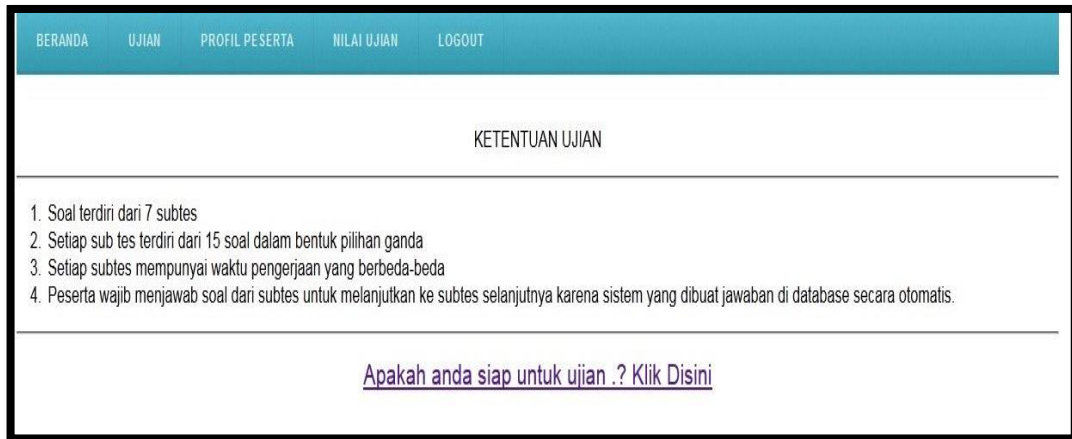 BERANDA UJIAN PROFIL PESERTA NILAI UJIAN LOGOUT
KETENTUAN UJIAN
1. Soal terdiri dari 7 subtes
2. Setiap sub tes terdiri dari 15 soal dalam bentuk pilihan ganda
3. Setiap subtes mempunyai waktu pengerjaan yang berbeda-beda
4. Peserta wajib menjawab soal dari subtes untuk melanjutkan ke subtes selanjutnya karena sistem yang dibuat jawaban di database secara otomatis.
Apakah anda siap untuk ujian .? Klik Disini